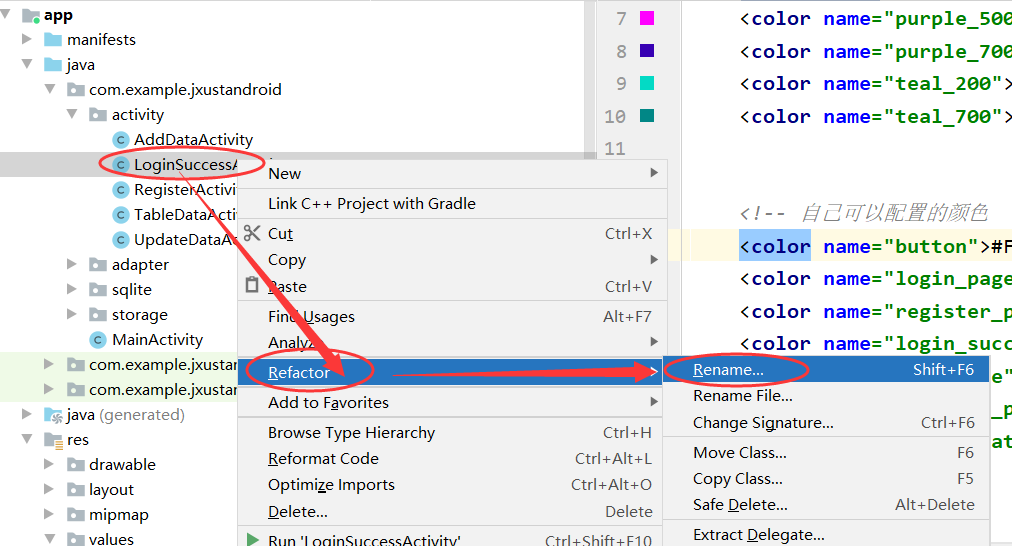 app
manifests
java
com.example.jxustandroid
activity
AddDataActivity
LoginSuccessA
RegisterActivi
TableDataActi
UpdateDataA
adapter
sqlite
storage
MainActivity
com.example.jxustar
com.example.jxustar
java (generated)
res
drawable
layout
mipmap
values
New
Link C++ Project with Gradle
Cut Ctrl+X
Copy
Paste Ctrl+V
Find Usages Alt+F7
Analyze
Refactor
Add to Favorites
Browse Type Hierarchy Ctrl+H
Reformat Code Ctrl+Alt+L
Optimize Imports Ctrl+Alt+O
Delete... Delete
Run 'LoginSuccessActivity' Ctrl+Shift+F10
Rename... Shift+F6
Rename File...
Change Signature... Ctrl+F6
Move Class... F6
Copy Class... F5
Safe Delete... Alt+Delete
Extract Delegate...
7 <color name="purple_500
8 <color name="purple_700
9 <color name="teal_200">
10 <color name="teal_700">
11
<!-- 自己可以配置的颜色
<color name="button">#F
<color name="login_page
<color name="register_p
<color name="login_succ
e"
_p
at